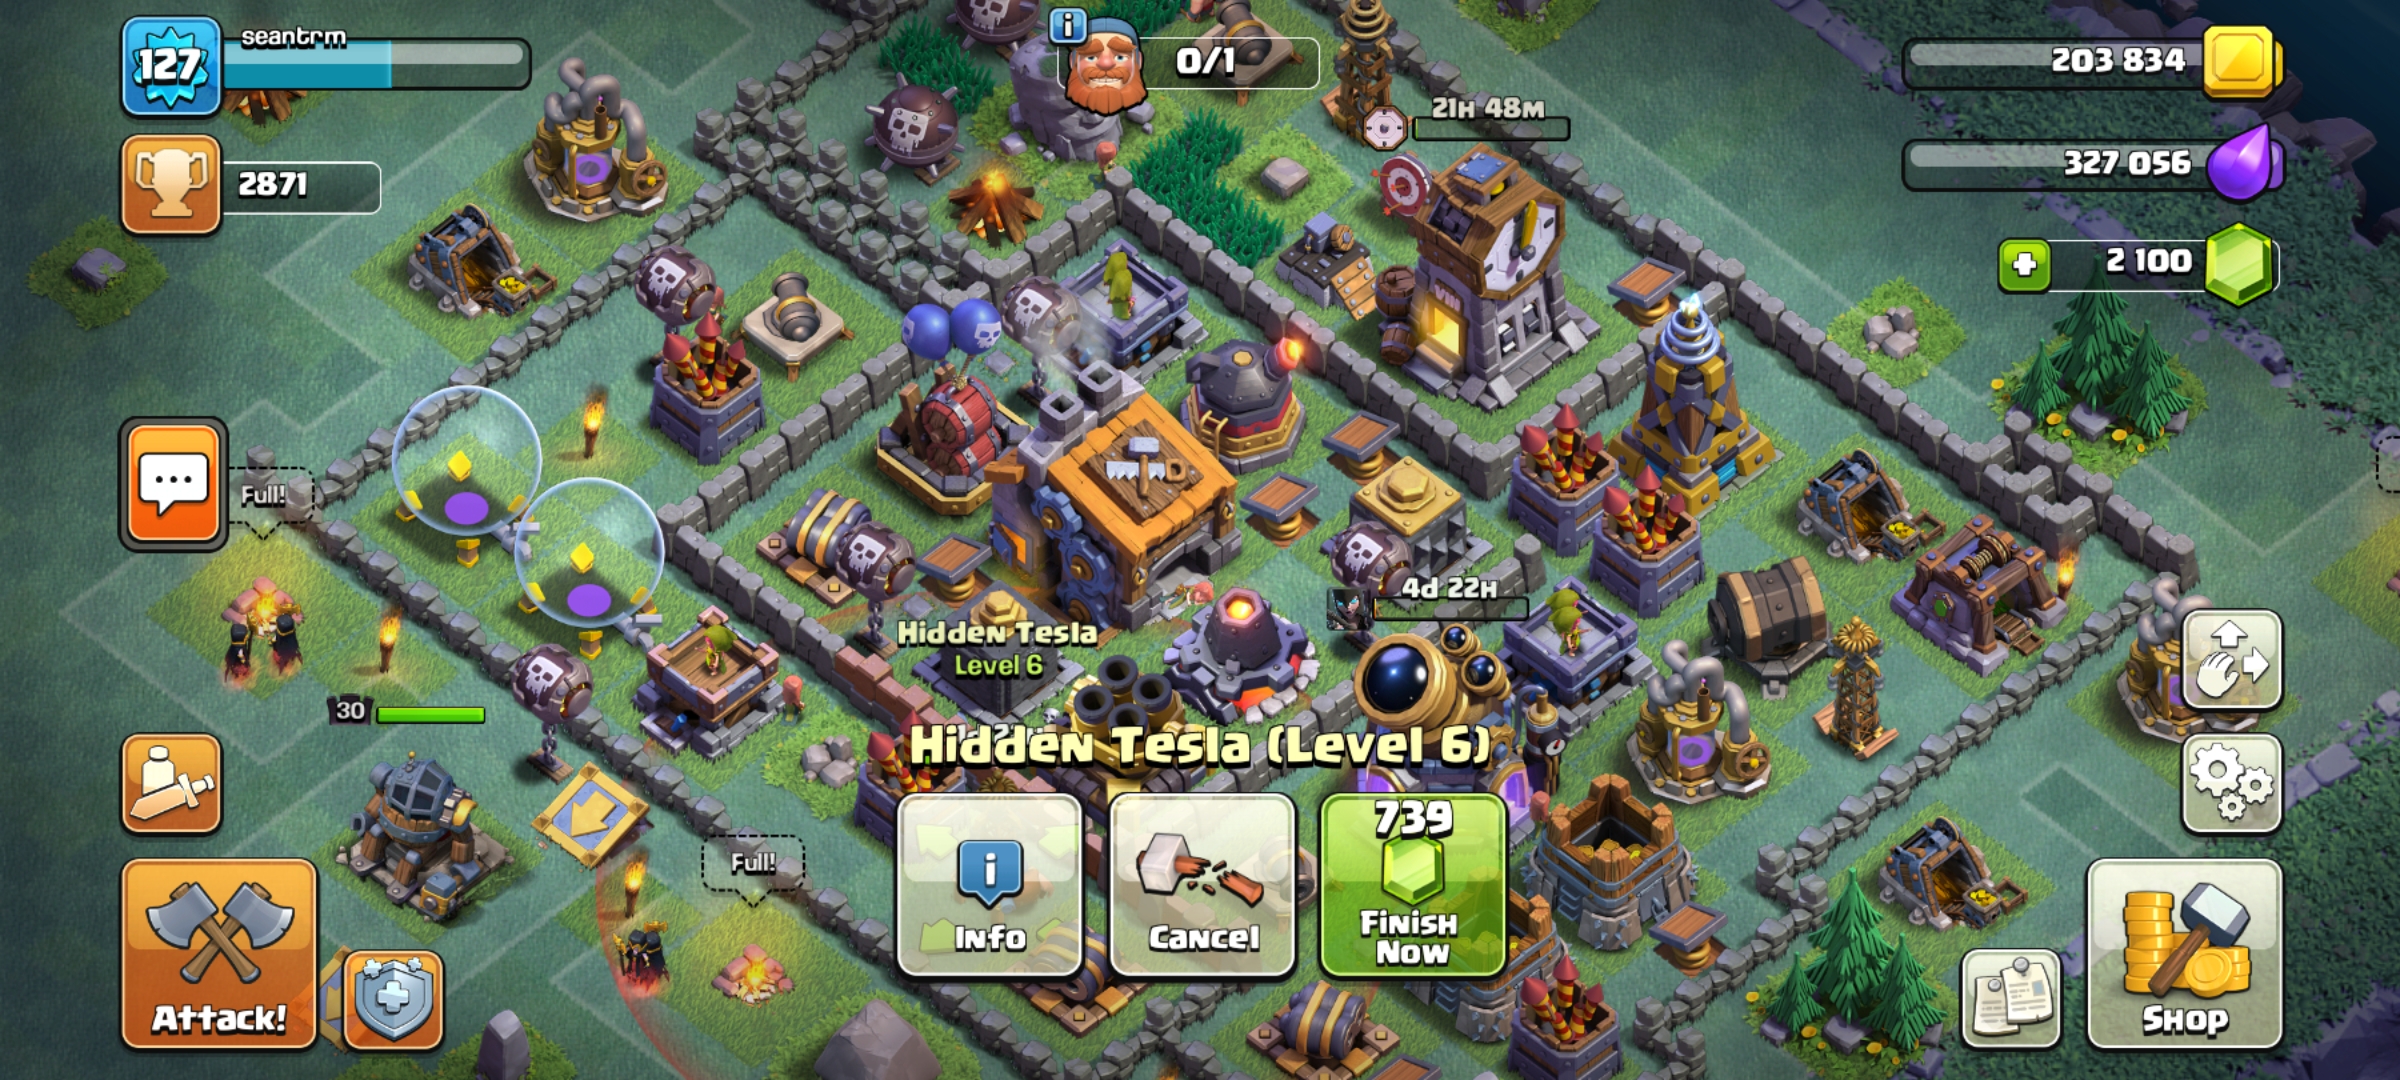 127
seantrm
0/1
203 834
21H 48M
2871
327 056
2 100
VIII
Full!
4d 22H
Hidden Tesla
Level 6
30
Hidden Tesla (Level 6)
739
Full!
Info
Cancel
Finish
Now
Attack!
Shop